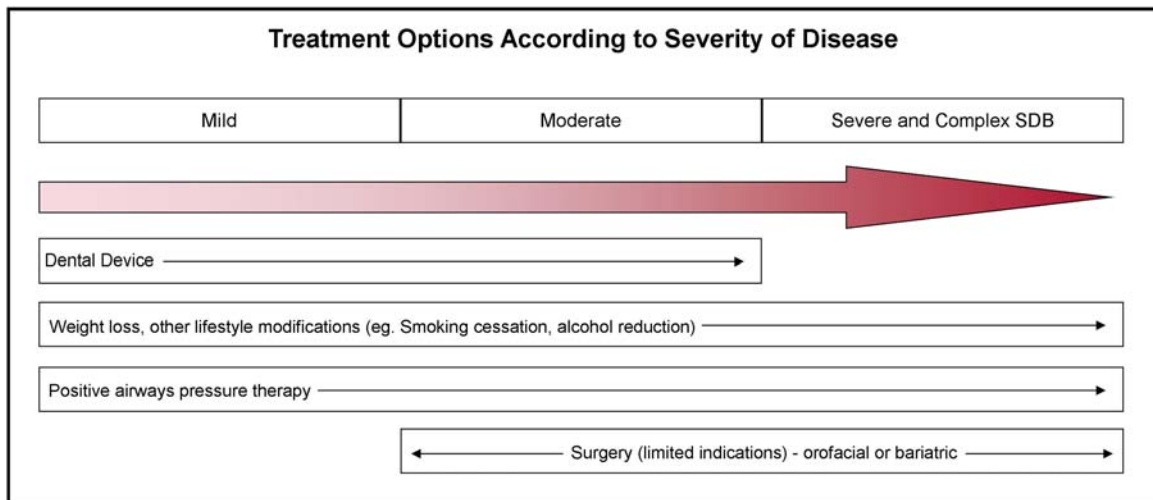 Treatment Options According to Severity of Disease
Mild
Moderate
Severe and Complex SDB
Dental Device
Weight loss, other lifestyle modifications (eg. Smoking cessation, alcohol reduction)
Positive airways pressure therapy
Surgery (limited indications) - orofacial or bariatric